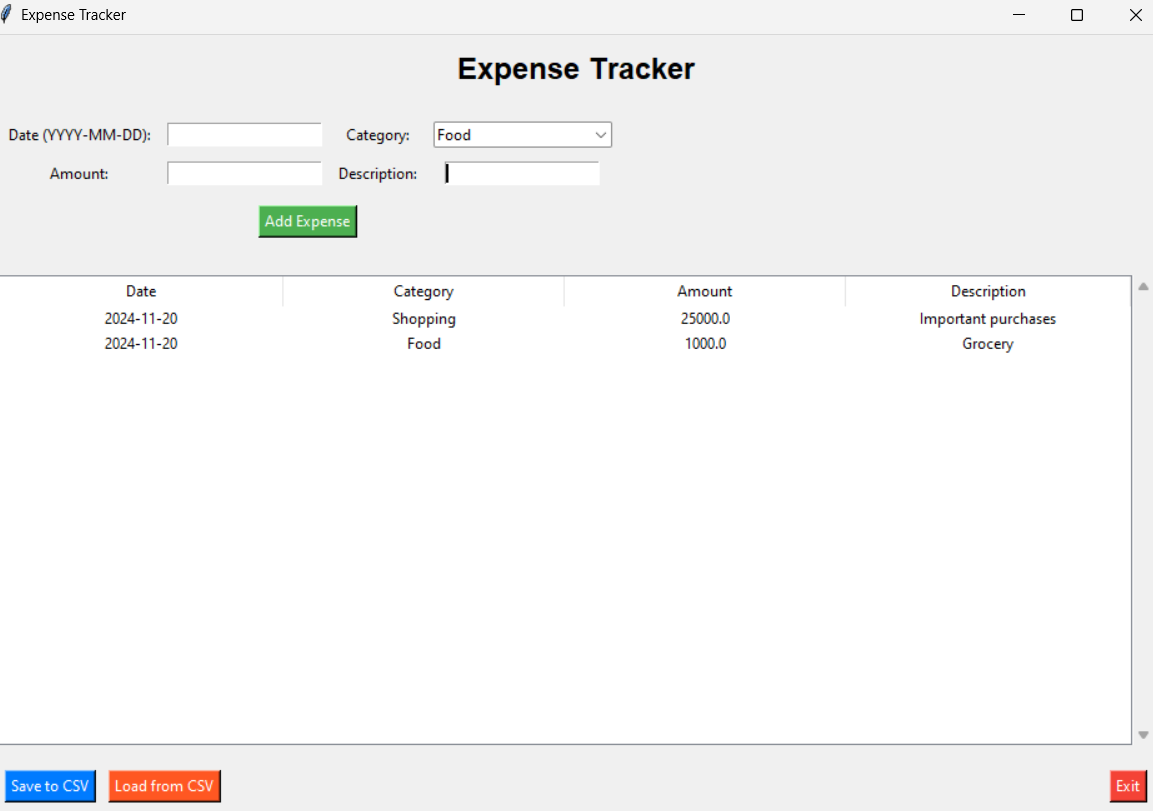 Expense Tracker
Expense Tracker
Date (YYYY-MM-DD): Category: Food
Amount: Description:
Add Expense
Date Category Amount Description
2024-11-20 Shopping 25000.0 Important purchases
2024-11-20 Food 1000.0 Grocery
Save to CSV Load from CSV Exit